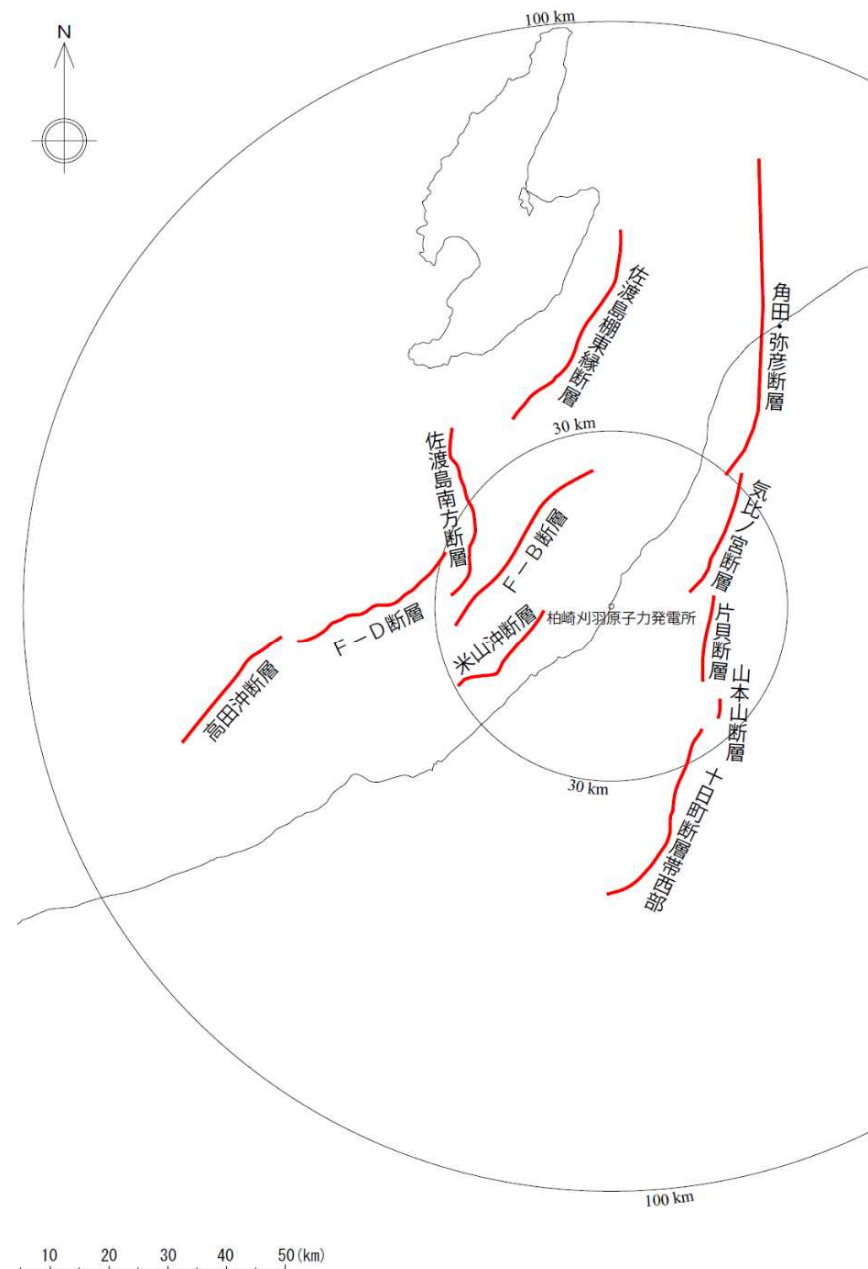 100 km
N
佐渡島棚東縁断層
角田・弥彦断層
30 km
佐渡島南方断層
F－B断層
気比ノ宮断層
F－D断層
米山沖断層
柏崎刈羽原子力発電所
片貝断層
高田沖断層
山本山断層
30 km
十日町断層帯西部
100 km
10 20 30 40 50(km)